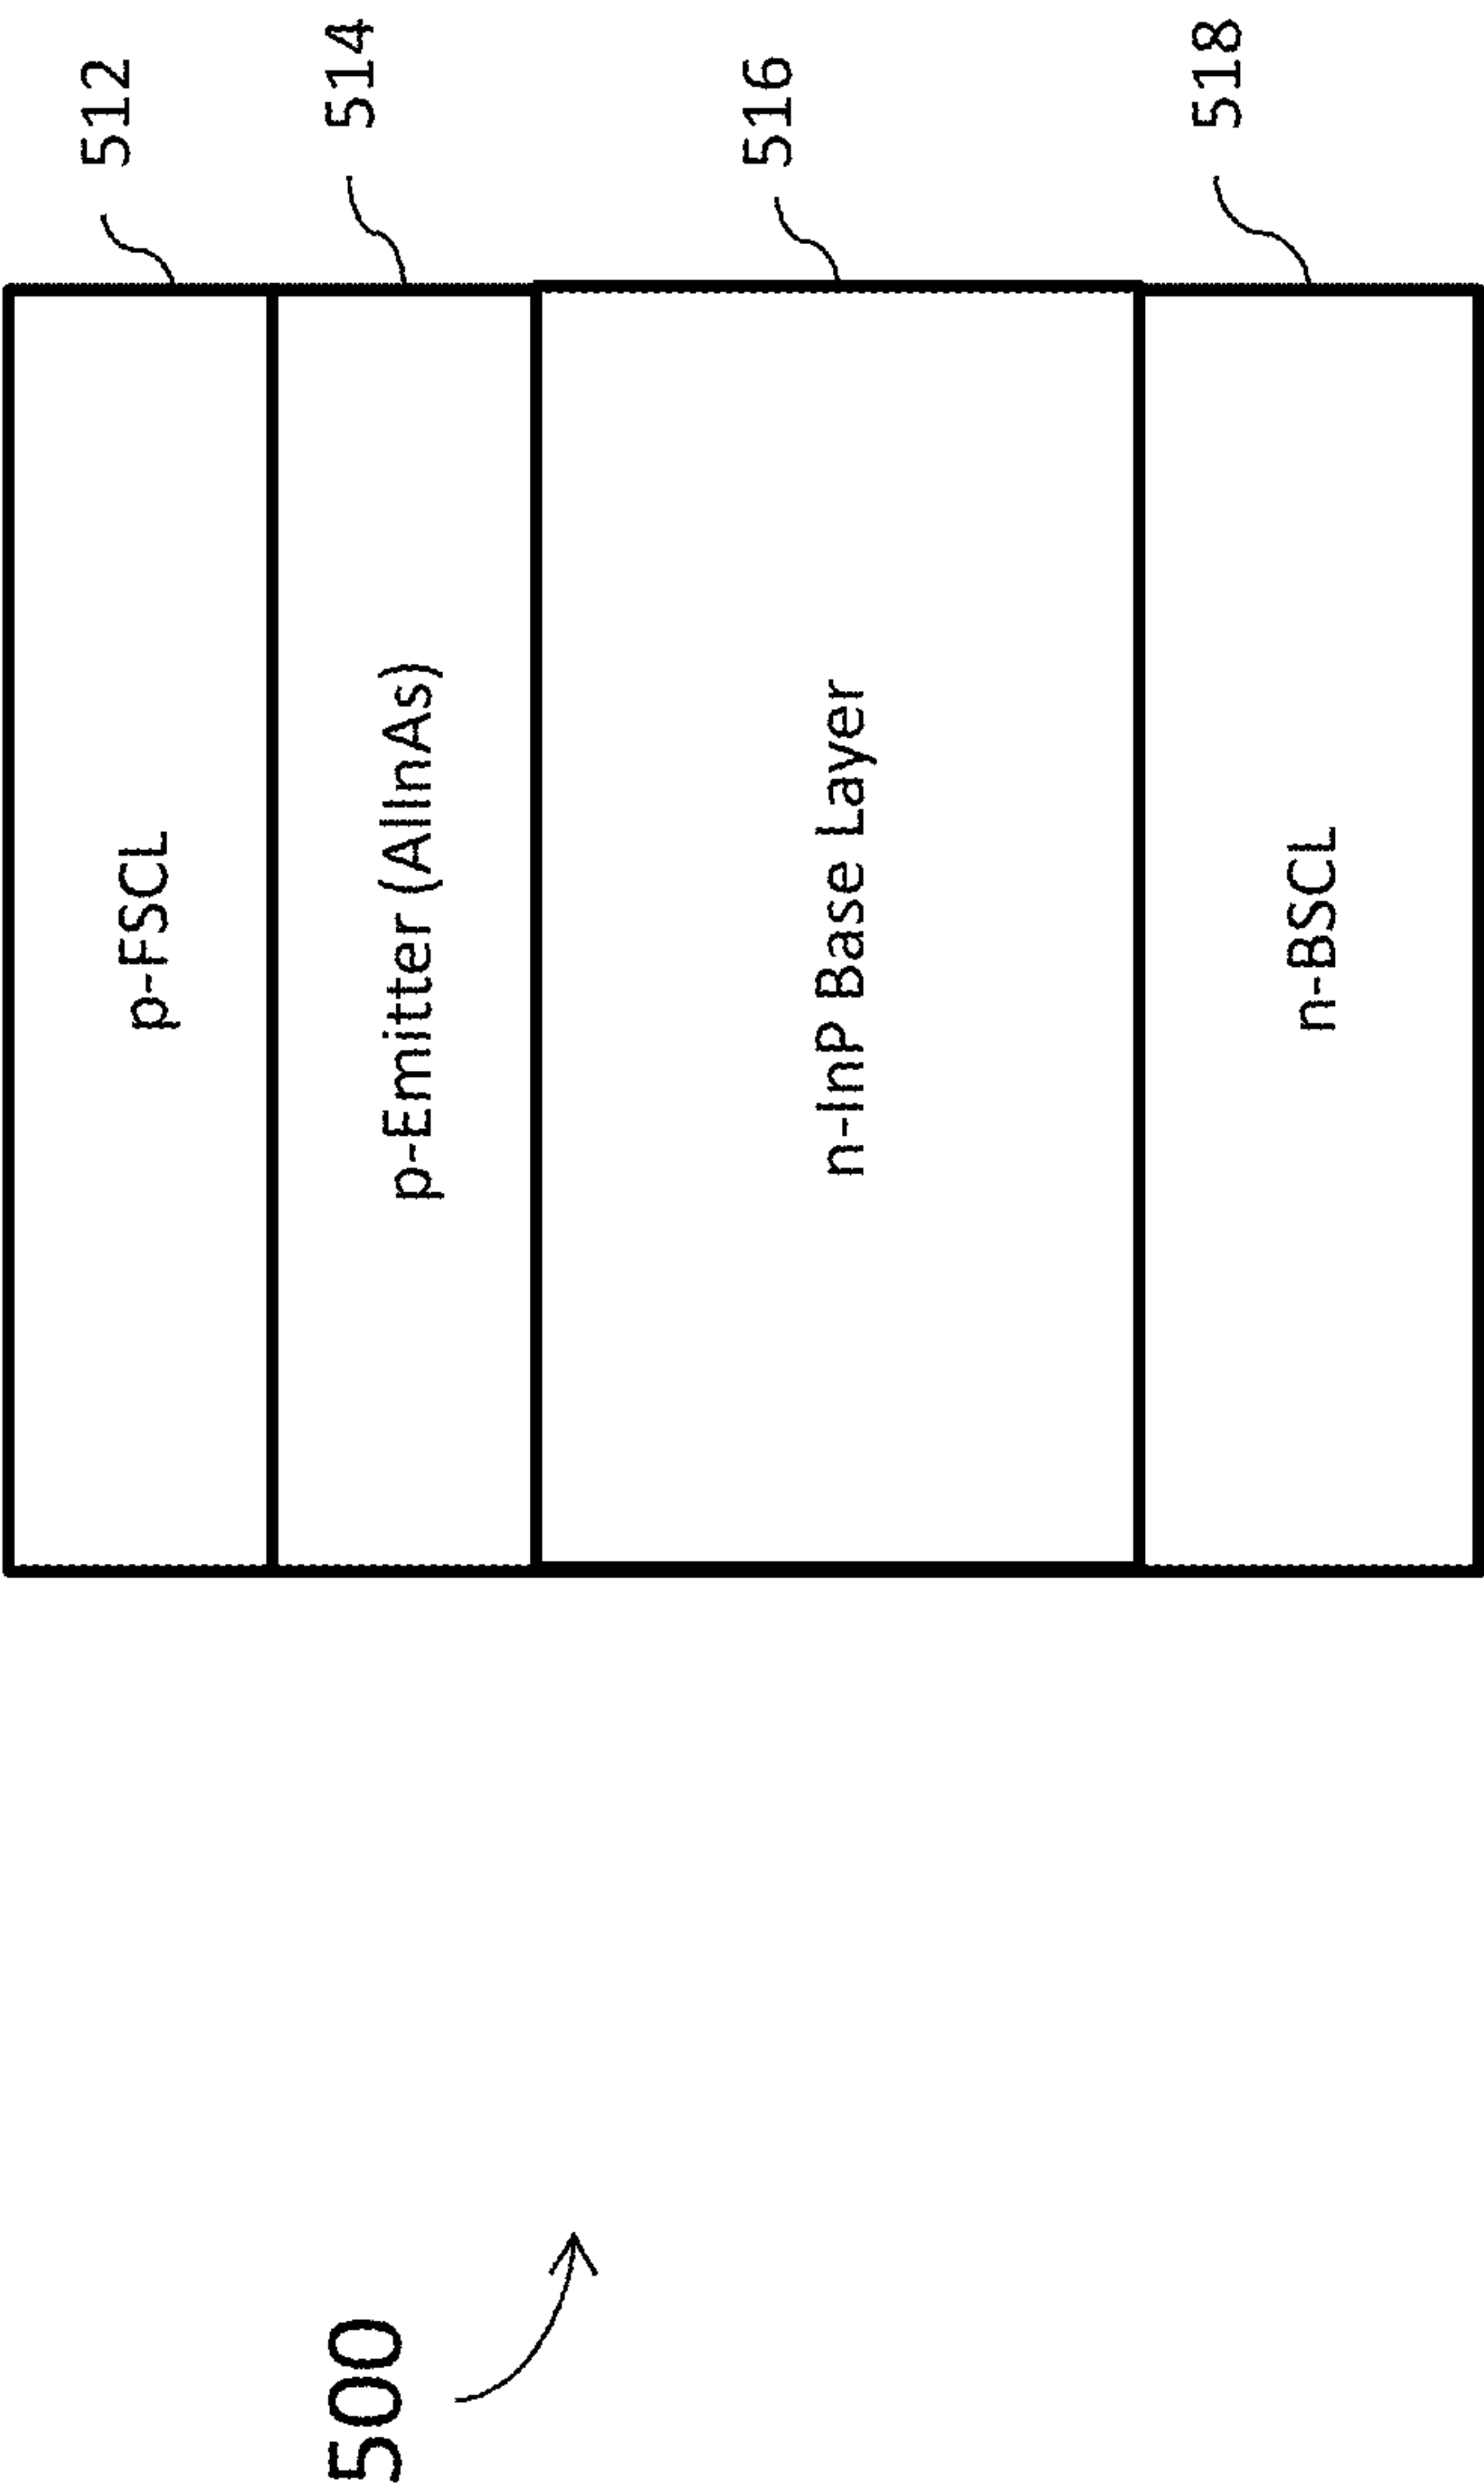 500
p-FSCL
512
p-Emitter (AlInAs)
514
n-InP Base Layer
516
n-BSCL
518